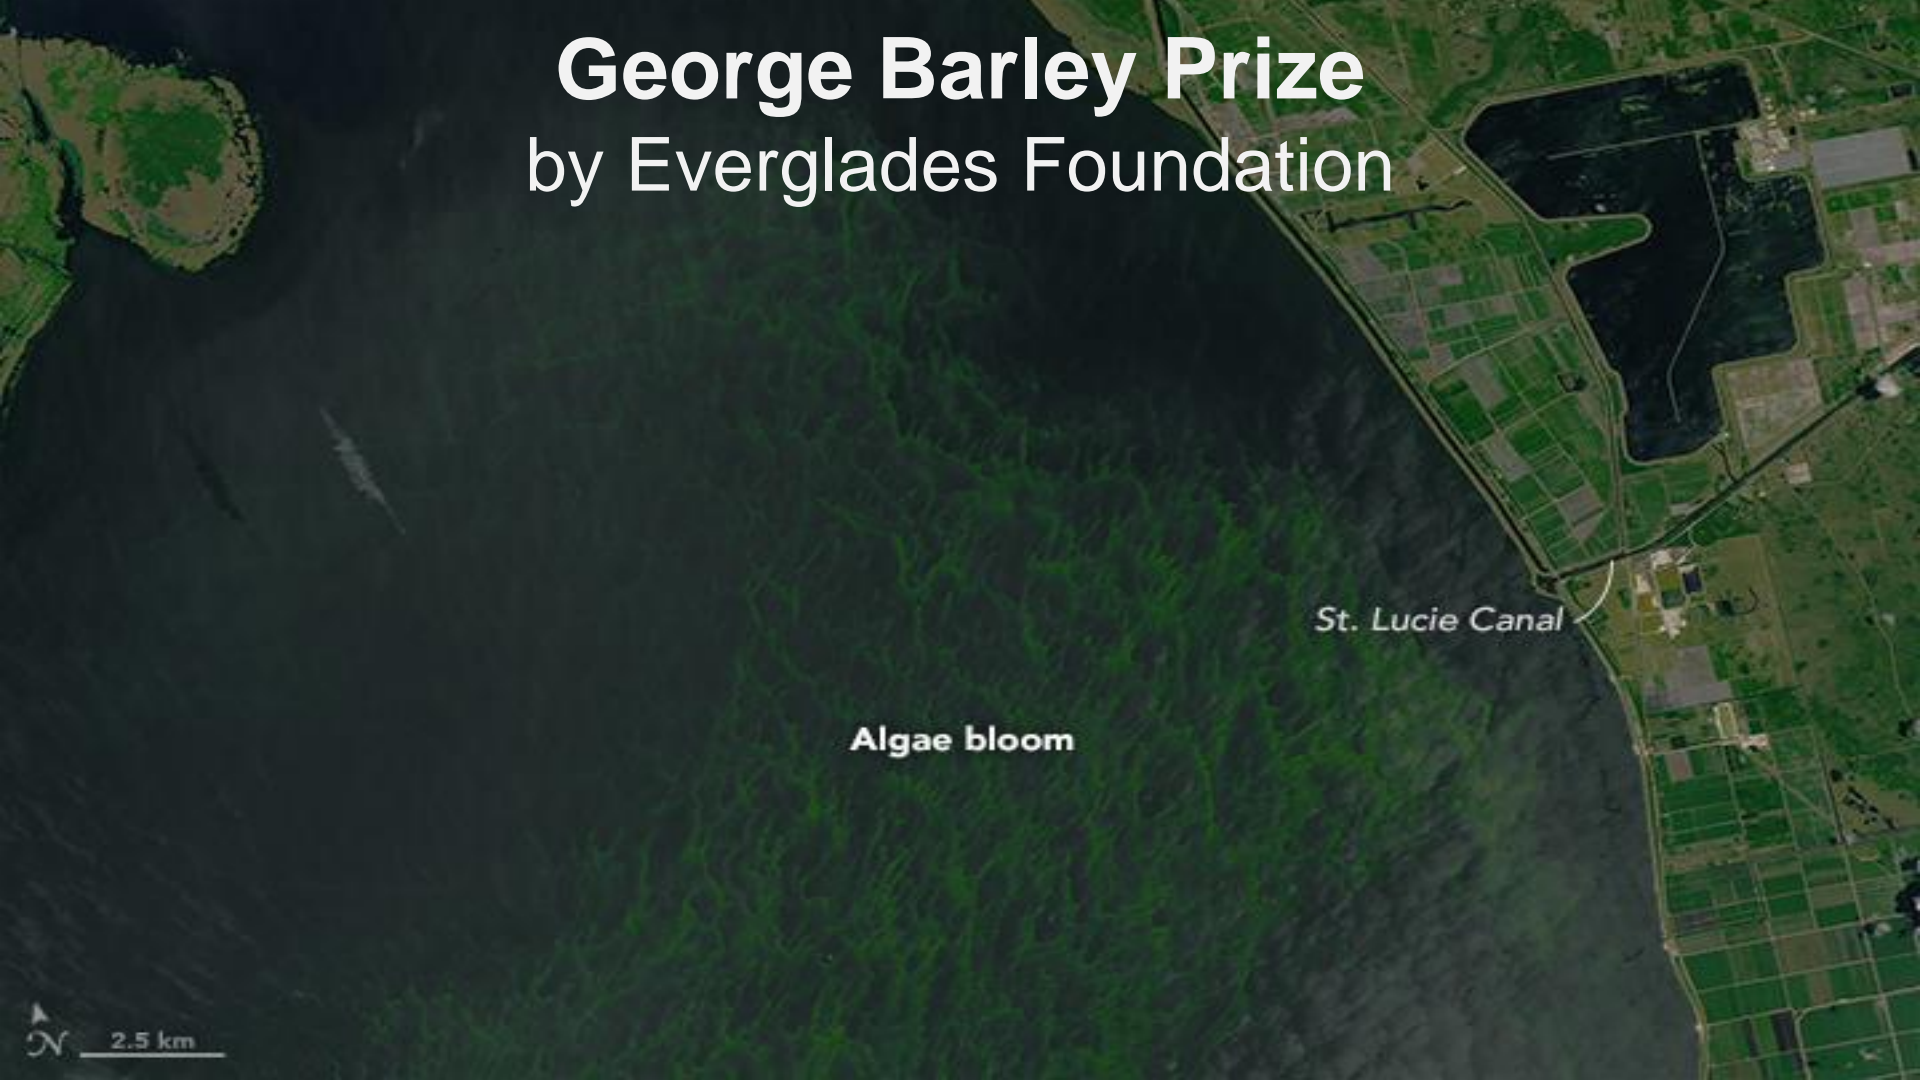 George Barley Prize
by Everglades Foundation
St. Lucie Canal
Algae bloom
N
2.5 km